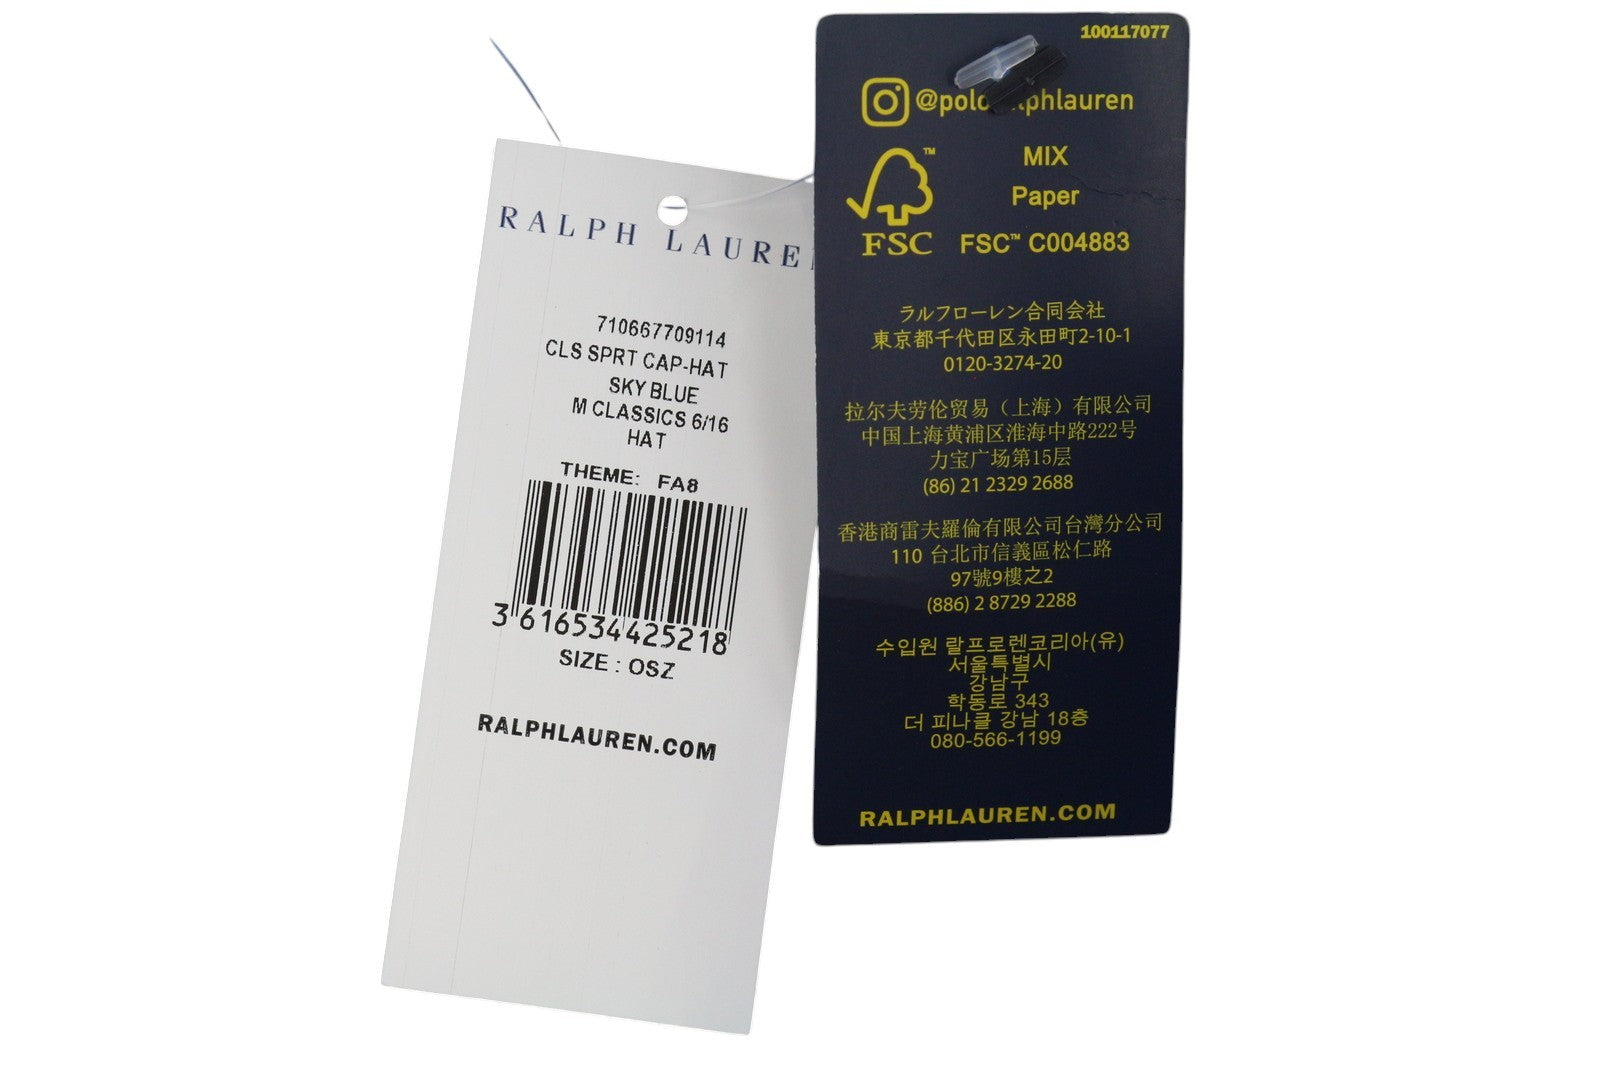 RALPH LAUREN
710667709114
CLS SPRT CAP-HAT
SKY BLUE
M CLASSICS 6/16
HAT
THEME: FA8
3 616534 425218
SIZE : OSZ
RALPHLAUREN.COM
100117077
@poloralphlauren
MIX
Paper
FSC™ C004883
™
FSC
ラルフローレン合同会社
東京都千代田区永田町2-10-1
0120-3274-20
拉尔夫劳伦贸易（上海）有限公司
中国上海黄浦区淮海中路222号
力宝广场第15层
(86) 21 2329 2688
香港商雷夫羅倫有限公司台灣分公司
110 台北市信義區松仁路
97號9樓之2
(886) 2 8729 2288
수입원 랄프로렌코리아(유)
서울특별시
강남구
학동로 343
더 피나클 강남 18층
080-566-1199
RALPHLAUREN.COM